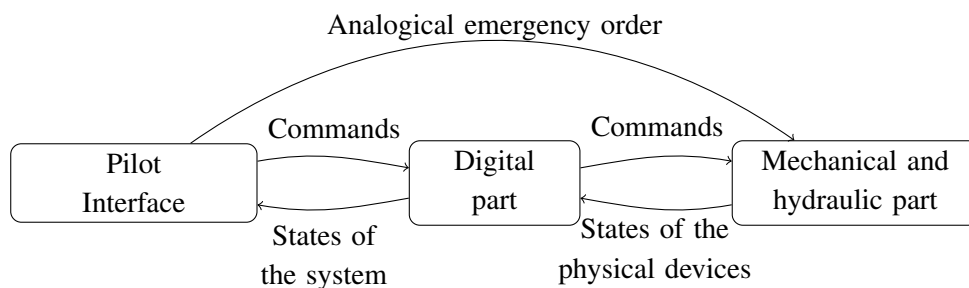 Analogical emergency order
Commands
Commands
Pilot
Interface
Digital
part
Mechanical and
hydraulic part
States of
the system
States of the
physical devices